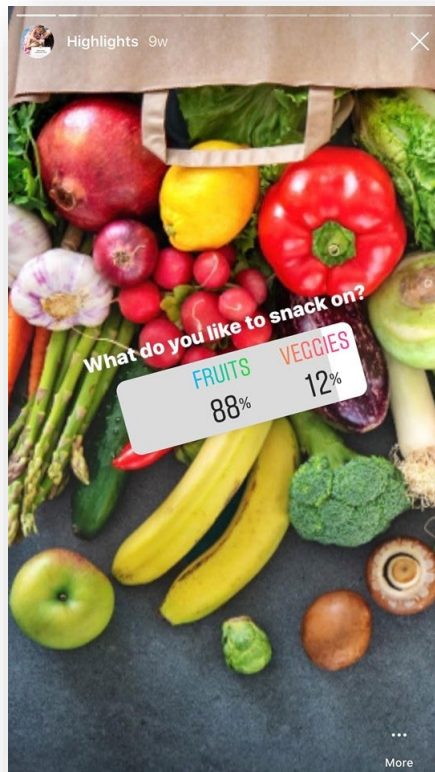 Highlights 9w
What do you like to snack on?
FRUITS VEGGIES
88% 12%
More